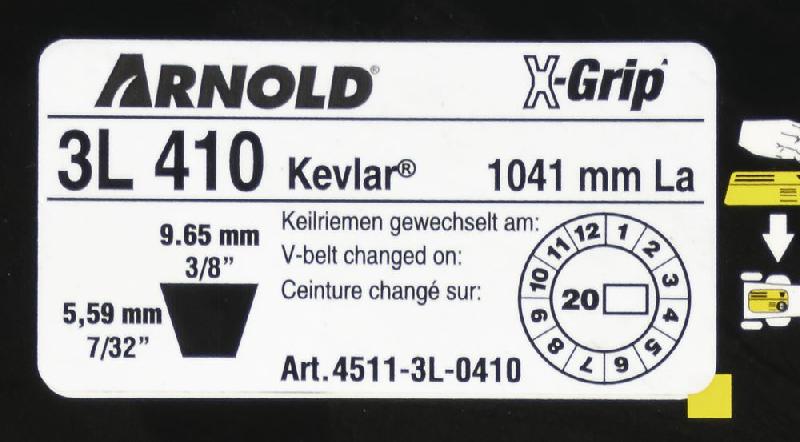 ARNOLD®
X-Grip
3L 410 Kevlar® 1041 mm La
9.65 mm
3/8”
5,59 mm
7/32”
Keilriemen gewechselt am:
V-belt changed on:
Ceinture changé sur:
Art.4511-3L-0410
1 2 3 4 5 6 7 8 9 10 11 12
20